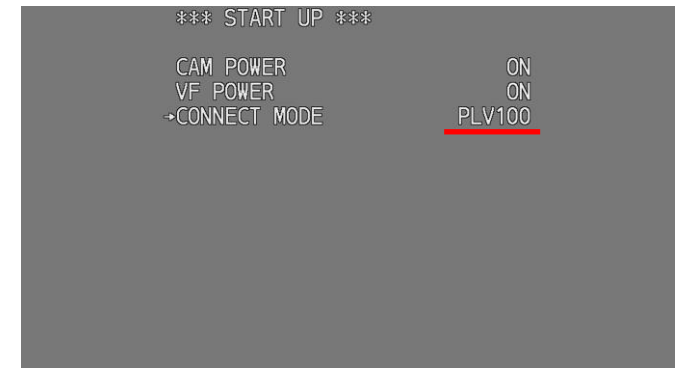 *** START UP ***
CAM POWER ON
VF POWER ON
→CONNECT MODE PLV100